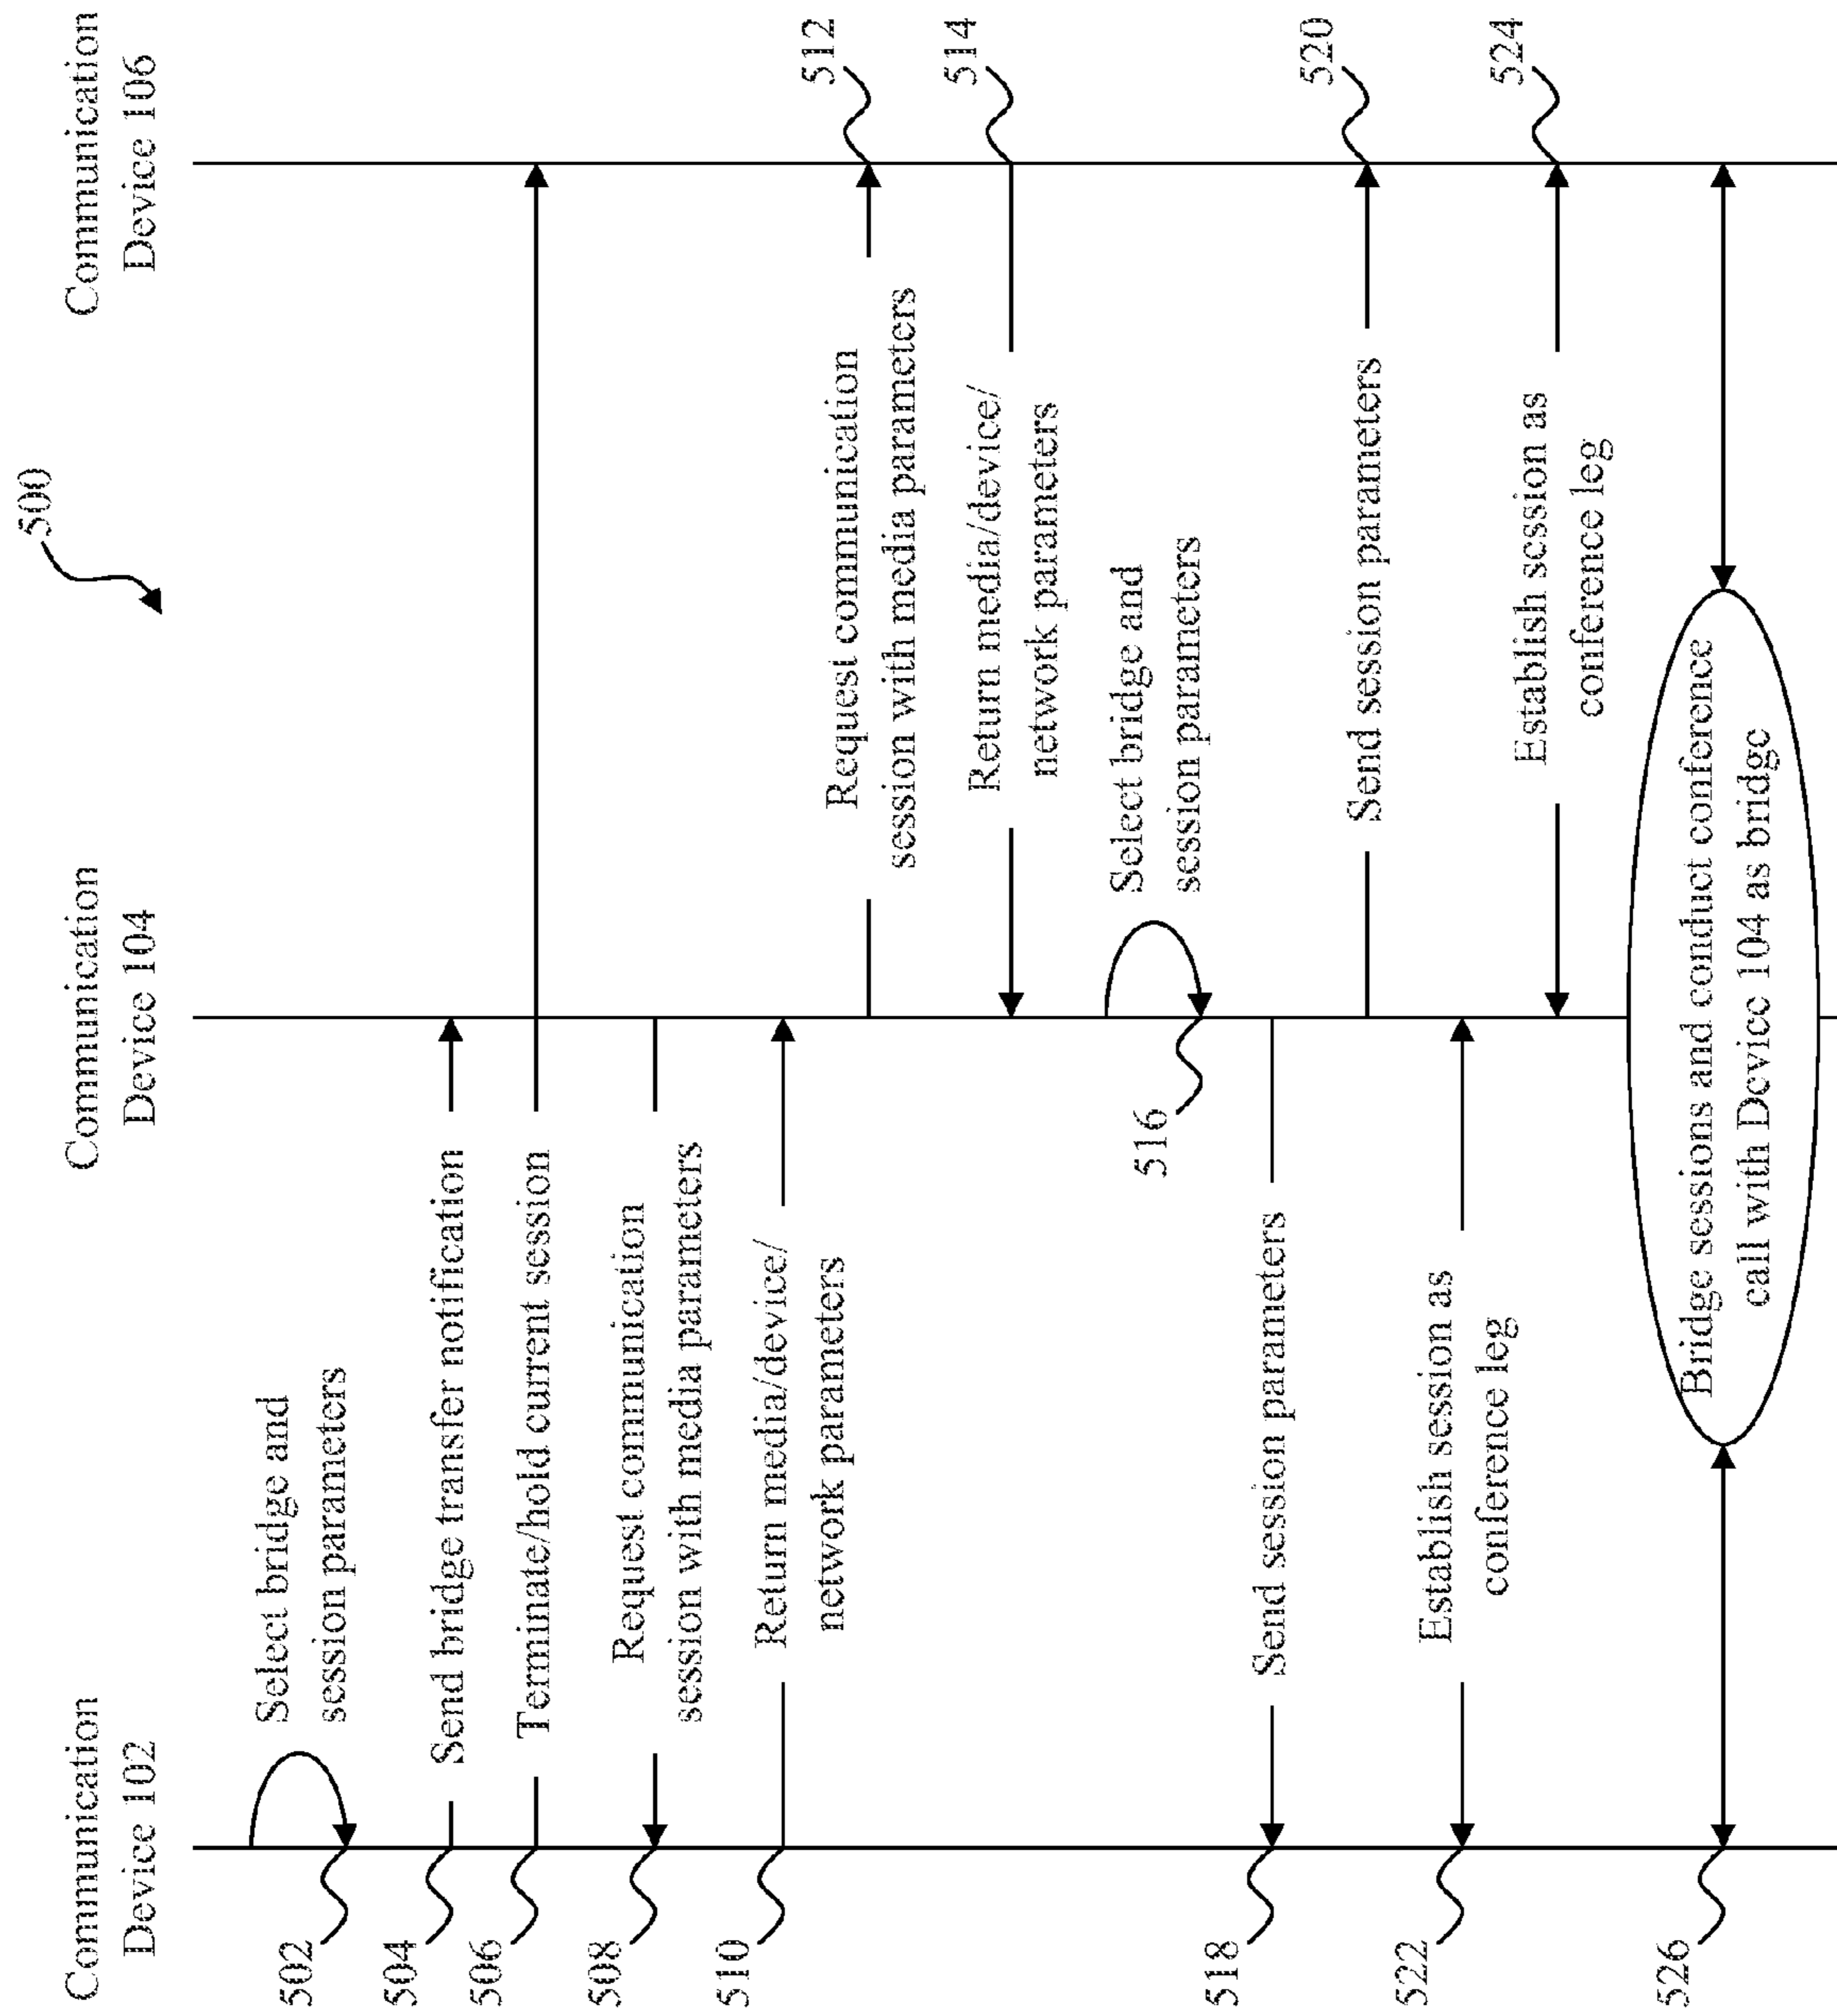 500
Communication
Device 102
Communication
Device 104
Communication
Device 106
502
Select bridge and
session parameters
504
Send bridge transfer notification
506
Terminate/hold current session
508
Request communication
session with media parameters
510
Return media/device/
network parameters
Request communication
session with media parameters
512
Return media/device/
network parameters
514
Select bridge and
session parameters
516
518
Send session parameters
Send session parameters
520
522
Establish session as
conference leg
Establish session as
conference leg
524
526
Bridge sessions and conduct conference
call with Device 104 as bridge